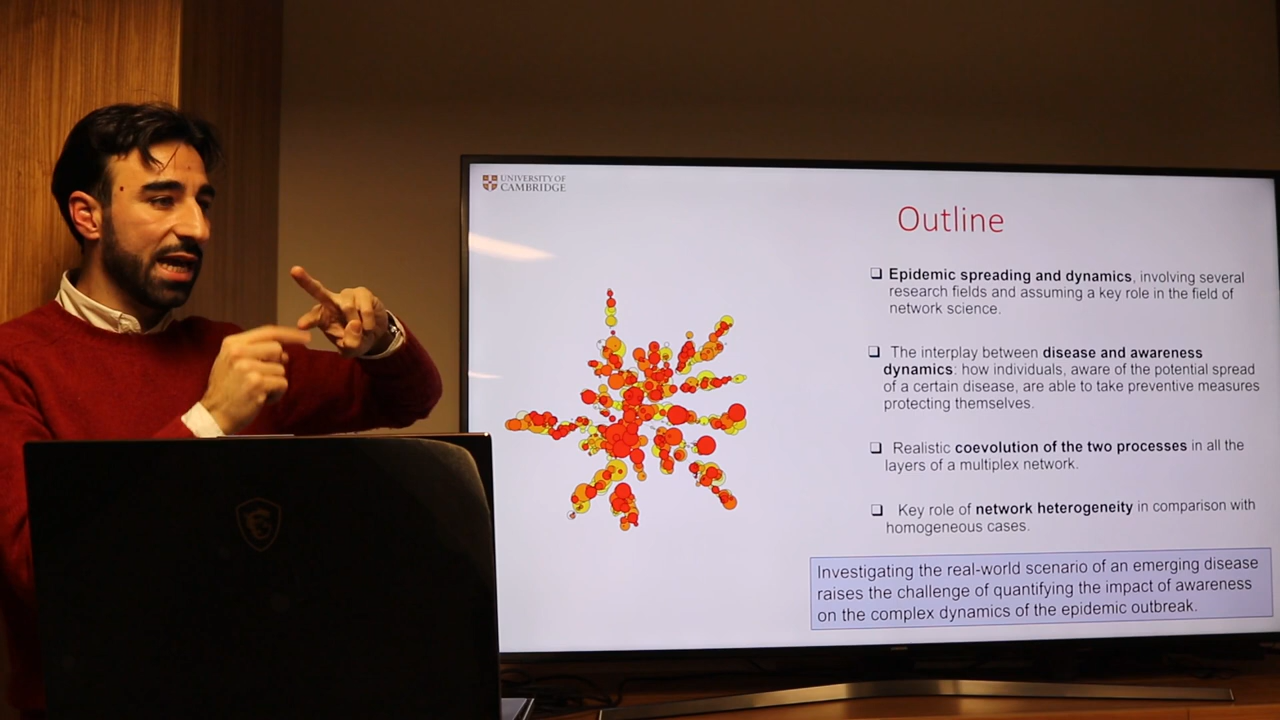 UNIVERSITY OF
CAMBRIDGE
Outline
Epidemic spreading and dynamics, involving several
research fields and assuming a key role in the field of
network science.
The interplay between disease and awareness
dynamics: how individuals, aware of the potential spread
of a certain disease, are able to take preventive measures
protecting themselves.
Realistic coevolution of the two processes in all the
layers of a multiplex network.
Key role of network heterogeneity in comparison with
homogeneous cases.
Investigating the real-world scenario of an emerging disease
raises the challenge of quantifying the impact of awareness
on the complex dynamics of the epidemic outbreak.